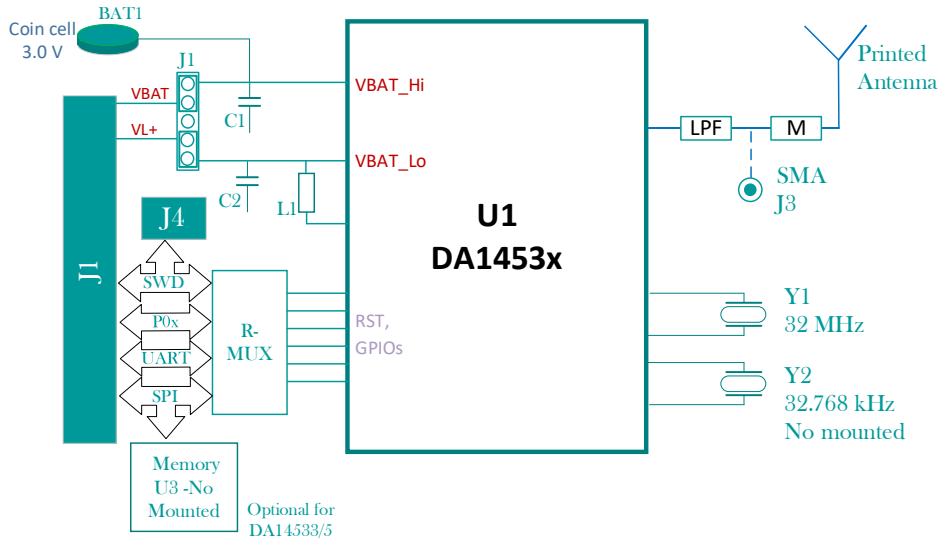 BAT1
Coin cell
3.0 V
J1
VBAT
VL+
C1
C2
L1
VBAT_Hi
VBAT_Lo
U1
DA1453x
LPF
M
Printed
Antenna
SMA
J3
J4
J1
SWD
P0x
UART
SPI
R-
MUX
RST,
GPIOs
Y1
32 MHz
Y2
32.768 kHz
No mounted
Memory
U3 -No
Mounted
Optional for
DA14533/5